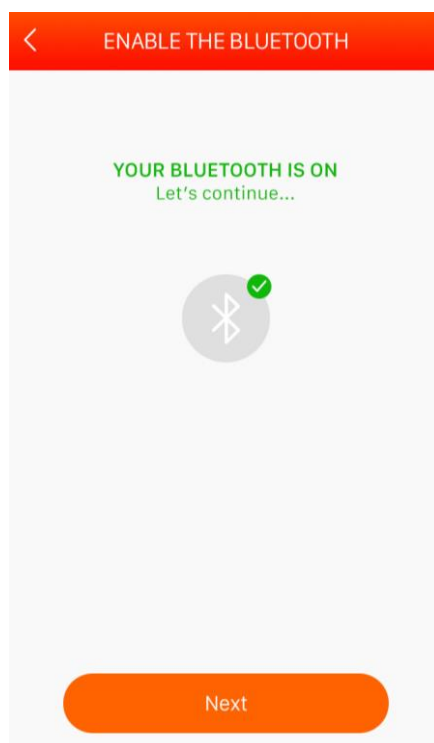 ENABLE THE BLUETOOTH
YOUR BLUETOOTH IS ON
Let's continue...
Next